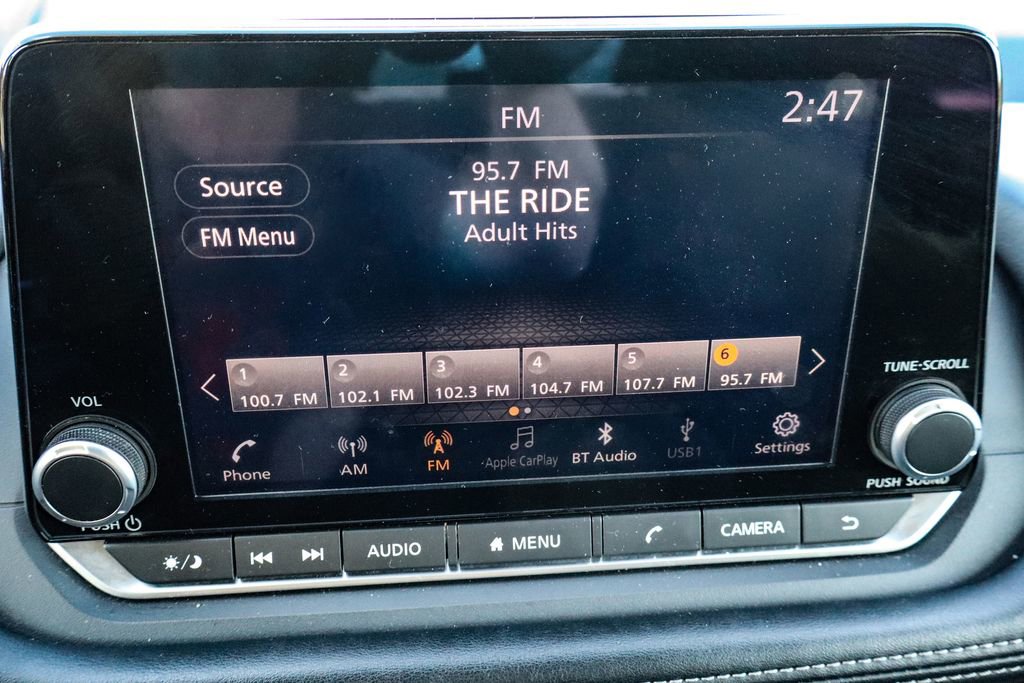 FM
2:47
Source
FM Menu
95.7 FM
THE RIDE
Adult Hits
1 100.7 FM
2 102.1 FM
3 102.3 FM
4 104.7 FM
5 107.7 FM
6 95.7 FM
Phone
AM
FM
Apple CarPlay
BT Audio
USB1
Settings
VOL
PUSH
TUNE-SCROLL
PUSH SOUND
AUDIO
MENU
CAMERA